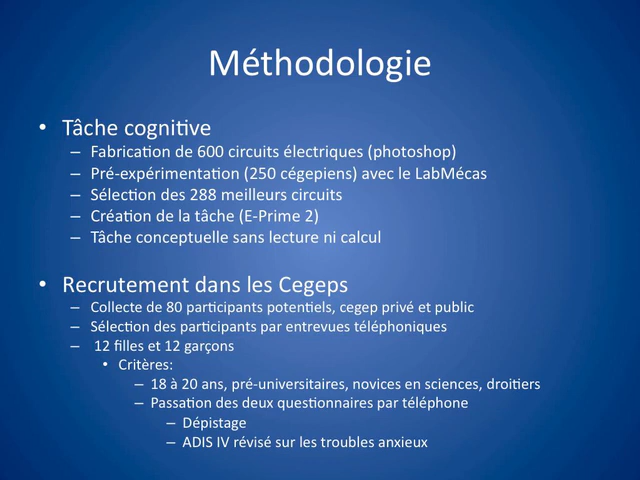 Méthodologie
• Tâche cognitive
– Fabrication de 600 circuits électriques (photoshop)
– Pré-expérimentation (250 cégepiens) avec le LabMécas
– Sélection des 288 meilleurs circuits
– Création de la tâche (E-Prime 2)
– Tâche conceptuelle sans lecture ni calcul
• Recrutement dans les Cegeps
– Collecte de 80 participants potentiels, cegep privé et public
– Sélection des participants par entrevues téléphoniques
– 12 filles et 12 garçons
• Critères:
– 18 à 20 ans, pré-universitaires, novices en sciences, droitiers
– Passation des deux questionnaires par téléphone
– Dépistage
– ADIS IV révisé sur les troubles anxieux